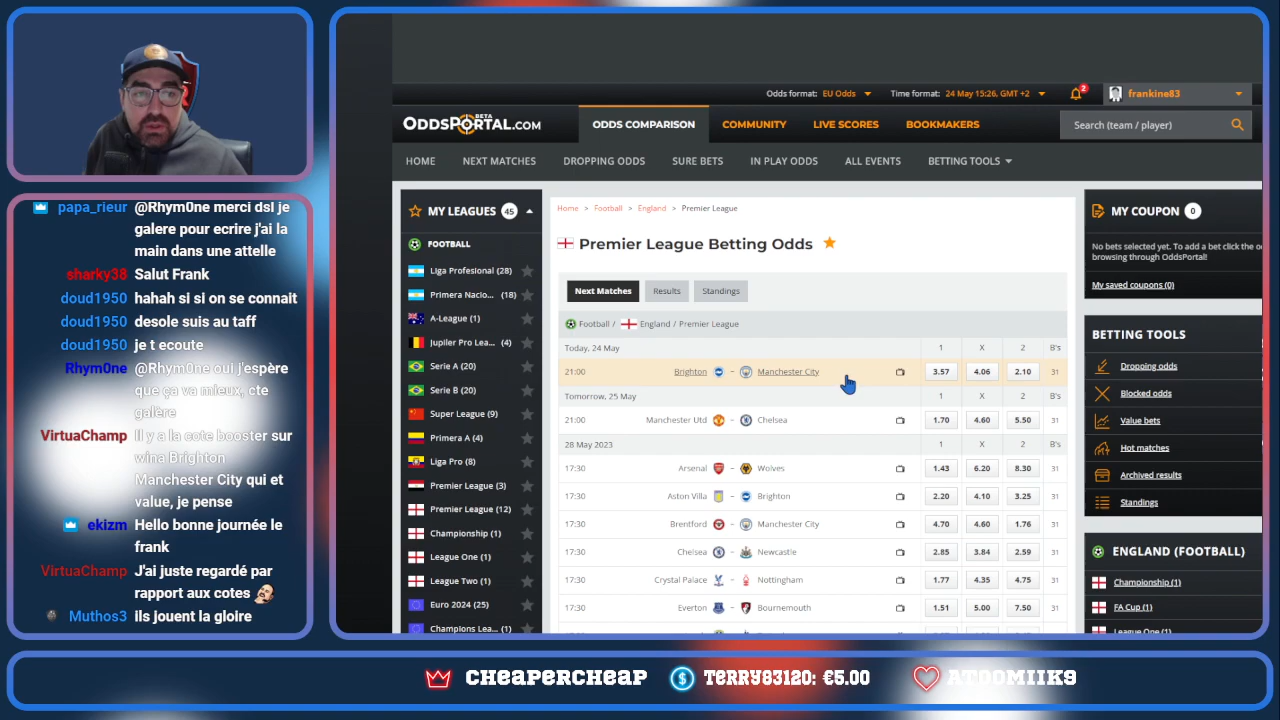 papa_rieur @Rhym0ne merci dsl je
galere pour ecrire j'ai la
main dans une attelle
sharky38 Salut Frank
doud1950 hahah si si on se connait
doud1950 desole suis au taff
doud1950 je t ecoute
Rhym0ne @Rhym0ne oui j'espère
que ça va mieux, cte
galère
VirtuaChamp Il y a la cote booster sur
wina Brighton
Manchester City qui et
value, je pense
ekizm Hello bonne journée le
frank
VirtuaChamp J'ai juste regardé par
rapport aux cotes
Muthos3 ils jouent la gloire
Odds format: EU Odds Time format: 24 May 15:26, GMT +2 2 frankine83
BETA
ODDSPORTAL.COM ODDS COMPARISON COMMUNITY LIVE SCORES BOOKMAKERS Search (team / player)
HOME NEXT MATCHES DROPPING ODDS SURE BETS IN PLAY ODDS ALL EVENTS BETTING TOOLS
MY LEAGUES 45
FOOTBALL
Liga Profesional (28)
Primera Nacio... (18)
A-League (1)
Jupiler Pro Lea... (4)
Serie A (20)
Serie B (20)
Super League (9)
Primera A (4)
Liga Pro (8)
Premier League (3)
Premier League (12)
Championship (1)
League One (1)
League Two (1)
Euro 2024 (25)
Champions Lea... (1)
Home > Football > England > Premier League
Premier League Betting Odds
Next Matches Results Standings
Football / England / Premier League
Today, 24 May 1 X 2 B's
21:00 Brighton – Manchester City 3.57 4.06 2.10 31
Tomorrow, 25 May 1 X 2 B's
21:00 Manchester Utd – Chelsea 1.70 4.60 5.50 31
28 May 2023 1 X 2 B's
17:30 Arsenal – Wolves 1.43 6.20 8.30 31
17:30 Aston Villa – Brighton 2.20 4.10 3.25 31
17:30 Brentford – Manchester City 4.70 4.60 1.76 31
17:30 Chelsea – Newcastle 2.85 3.84 2.59 31
17:30 Crystal Palace – Nottingham 1.77 4.35 4.75 31
17:30 Everton – Bournemouth 1.51 5.00 7.50 31
MY COUPON 0
No bets selected yet. To add a bet click the o
browsing through OddsPortal!
My saved coupons (0)
BETTING TOOLS
Dropping odds
Blocked odds
Value bets
Hot matches
Archived results
Standings
ENGLAND (FOOTBALL)
Championship (1)
FA Cup (1)
League One (1)
CHEAPERCHEAP TERRY83120: €5.00 ATOOMIIK9